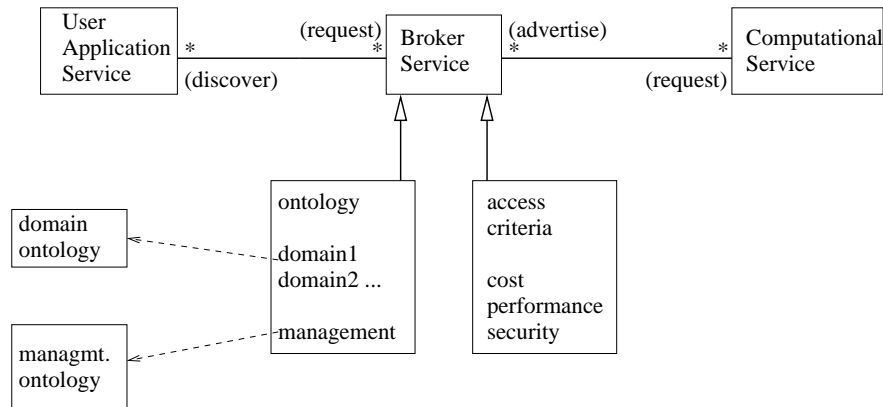 User
Application
Service
*
(discover)
(request)
*
Broker
Service
(advertise)
*
*
(request)
Computational
Service
ontology
domain1
domain2 ...
management
access
criteria
cost
performance
security
domain
ontology
managmt.
ontology